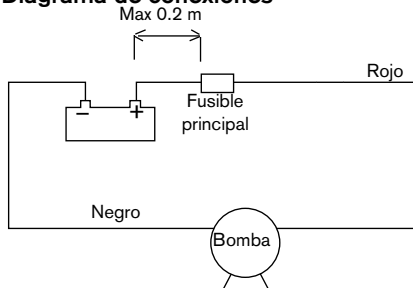 Diagrama de conexiones
Max 0.2 m
Rojo
Fusible
principal
− +
Negro
Bomba